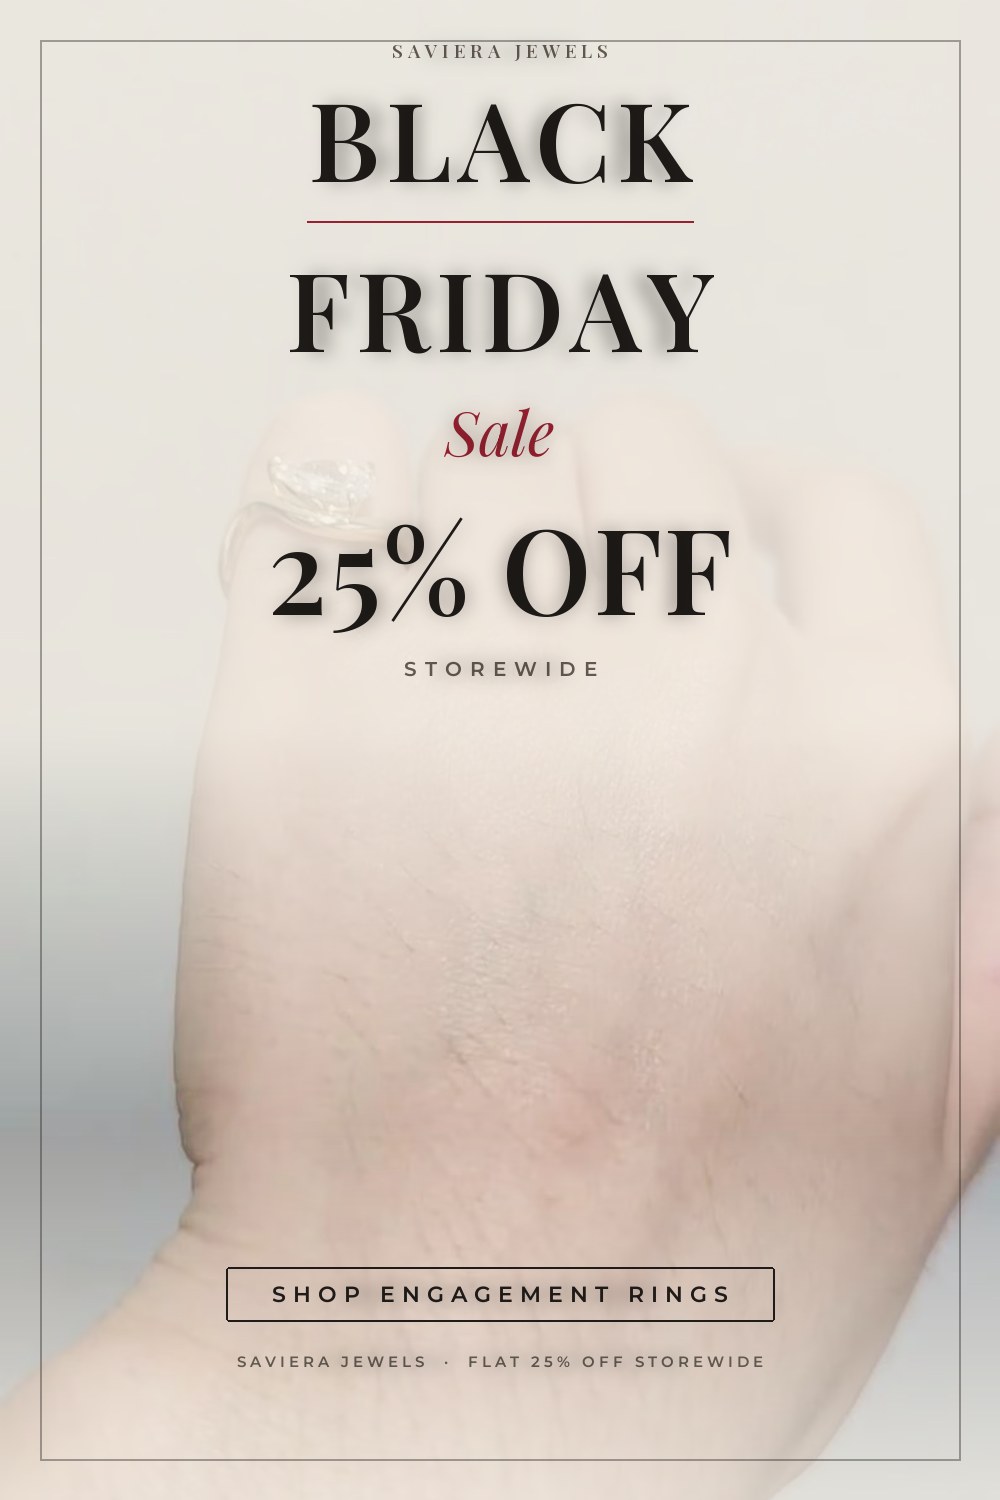 SAVIERA JEWELS
BLACK
FRIDAY
Sale
25% OFF
STOREWIDE
SHOP ENGAGEMENT RINGS
SAVIERA JEWELS · FLAT 25% OFF STOREWIDE